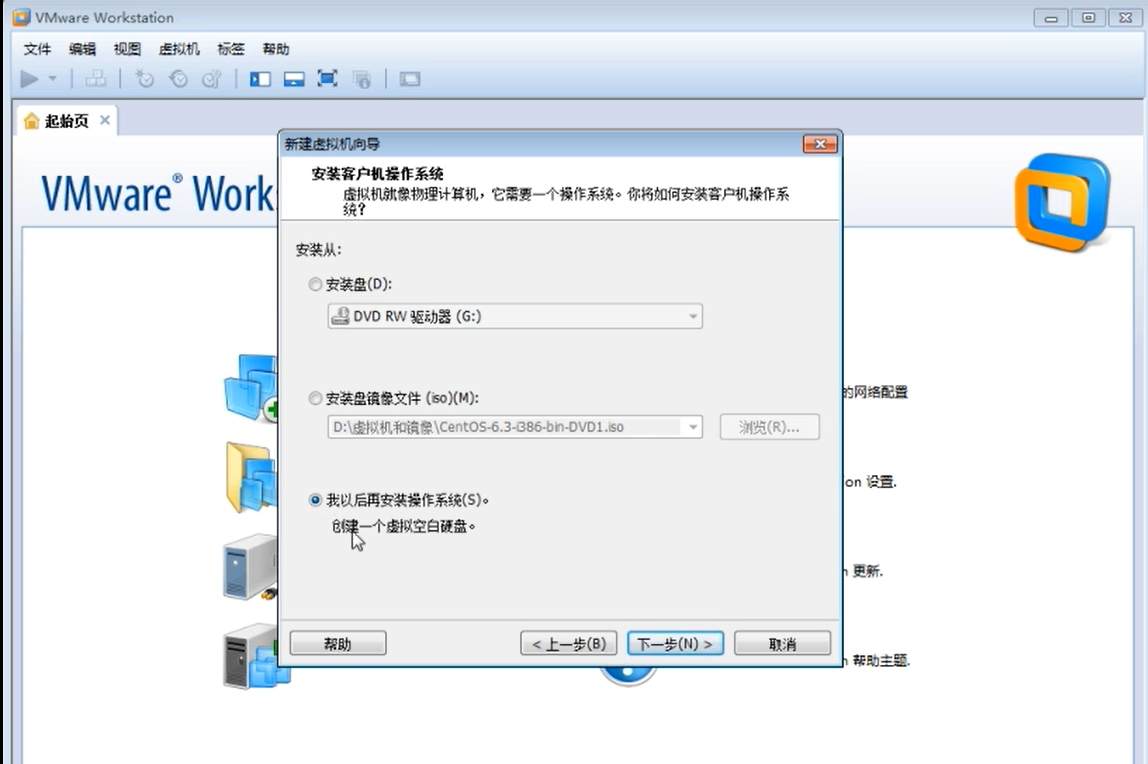 VMware Workstation
文件 编辑 视图 虚拟机 标签 帮助
起始页
新建虚拟机向导
安装客户机操作系统
虚拟机就像物理计算机，它需要一个操作系统。你将如何安装客户机操作系
统？
VMware® Works
安装从:
安装盘(D):
DVD RW 驱动器 (G:)
安装盘镜像文件 (iso)(M):
的网络配置
D:\虚拟机和镜像\CentOS-6.3-i386-bin-DVD1.iso 浏览(R)...
on 设置.
我以后再安装操作系统(S)。
创建一个虚拟空白硬盘。
n 更新.
帮助 < 上一步(B) 下一步(N) > 取消
n 帮助主题.